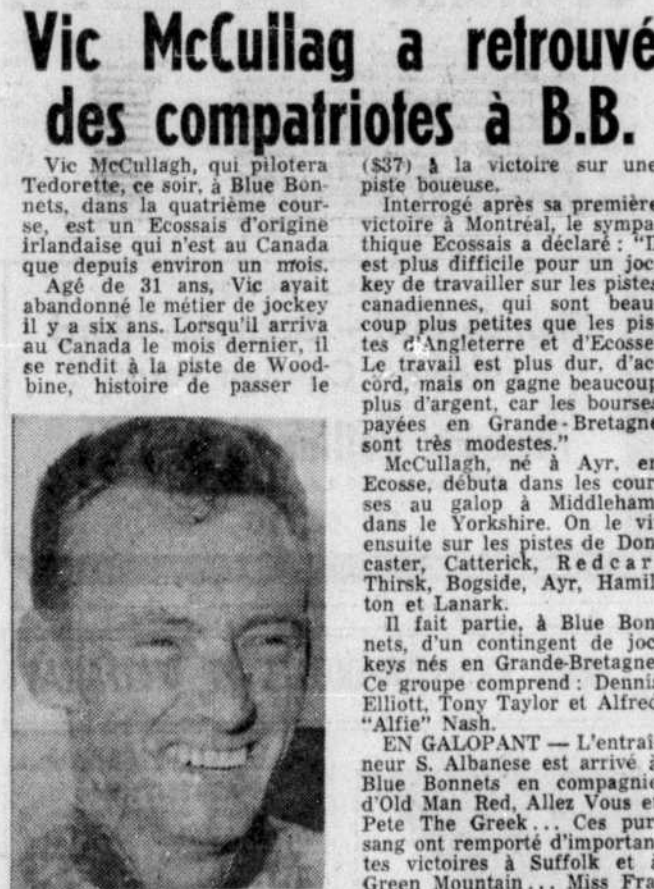 Vic McCullag a retrouvé
des compatriotes à B.B.
Vic McCullagh, qui pilotera
Tedorette, ce soir, à Blue Bon-
nets, dans la quatrième cour-
se, est un Ecossais d'origine
irlandaise qui n'est au Canada
que depuis environ un mois.
Agé de 31 ans, Vic avait
abandonné le métier de jockey
il y a six ans. Lorsqu'il arriva
au Canada le mois dernier, il
se rendit à la piste de Wood-
bine, histoire de passer le
($37) à la victoire sur une
piste boueuse.
Interrogé après sa première
victoire à Montréal, le sympa
thique Ecossais a déclaré : "I
est plus difficile pour un joc
key de travailler sur les pistes
canadiennes, qui sont beau
coup plus petites que les pis
tes d'Angleterre et d'Ecosse
Le travail est plus dur, d'ac
cord, mais on gagne beaucoup
plus d'argent, car les bourses
payées en Grande-Bretagne
sont très modestes."
McCullagh, né à Ayr, en
Ecosse, débuta dans les cour
ses au galop à Middleham
dans le Yorkshire. On le vi
ensuite sur les pistes de Don
caster, Catterick, Redcar
Thirsk, Bogside, Ayr, Hamil
ton et Lanark.
Il fait partie, à Blue Bon
nets, d'un contingent de joc
keys nés en Grande-Bretagne
Ce groupe comprend : Dennis
Elliott, Tony Taylor et Alfred
"Alfie" Nash.
EN GALOPANT — L'entraî
neur S. Albanese est arrivé à
Blue Bonnets en compagnie
d'Old Man Red, Allez Vous et
Pete The Greek... Ces pur
sang ont remporté d'importan
tes victoires à Suffolk et à
Green Mountain... Miss Fra